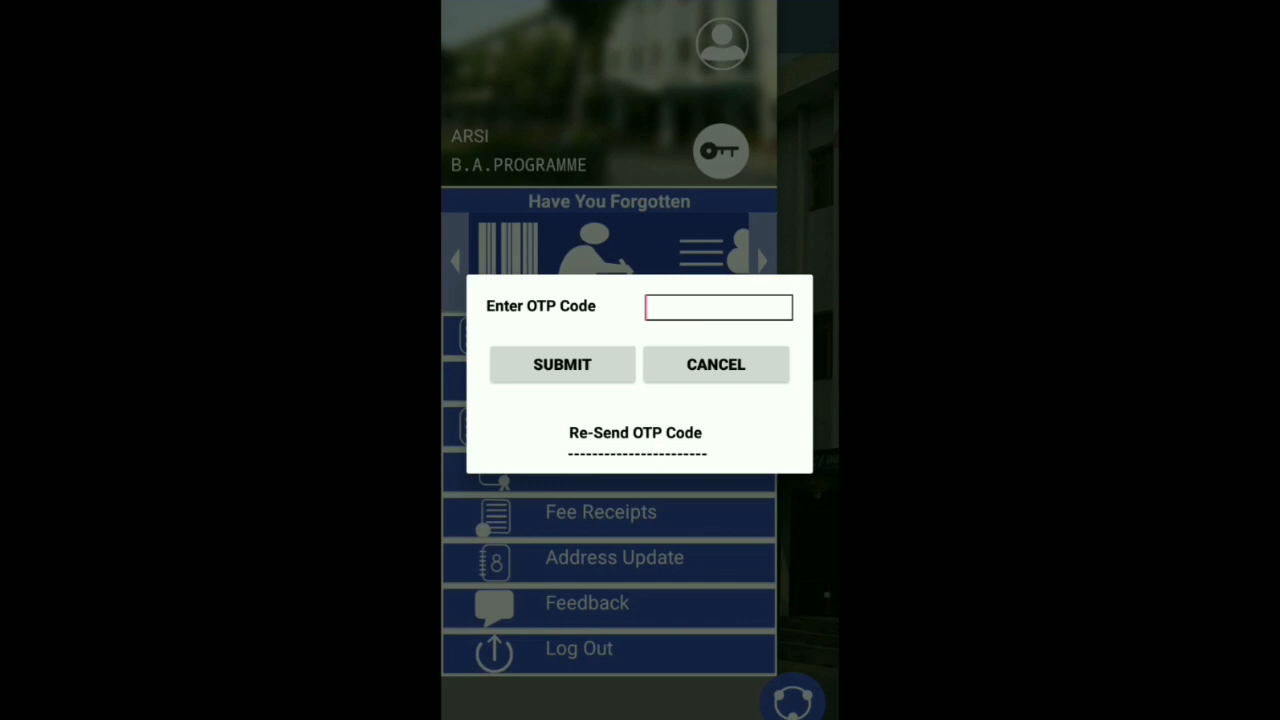 ARSI
B.A.PROGRAMME
Have You Forgotten
Enter OTP Code
SUBMIT CANCEL
Re-Send OTP Code
Fee Receipts
8 Address Update
Feedback
Log Out